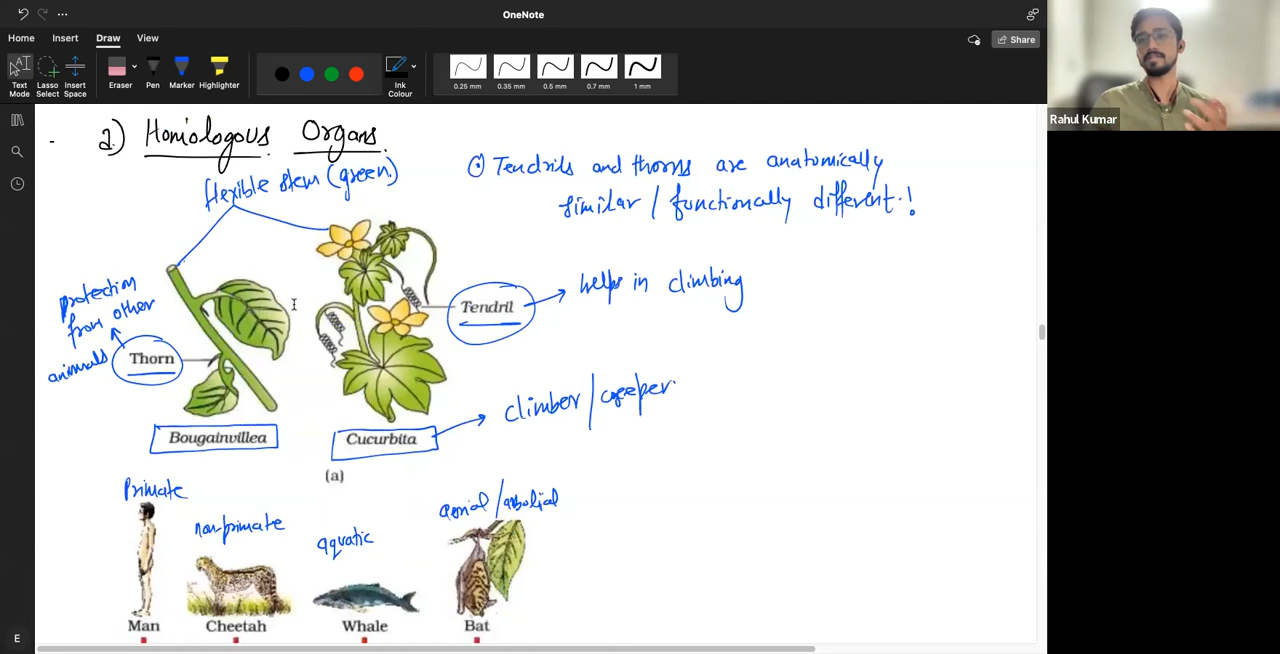 OneNote
Home Insert Draw View
Share
Text Mode
Lasso Select
Insert Space
Eraser
Pen
Marker
Highlighter
Ink Colour
0.25 mm
0.35 mm
0.5 mm
0.7 mm
1 mm
Rahul Kumar
2.) Homologous Organs.
flexible stem (green)
Tendrils and thorns are anatomically
similar / functionally different.!
protection
from other
animals
Thorn
Tendril
helps in climbing
climber / creeper
Bougainvillea
Cucurbita
(a)
Primate
non-primate
aquatic
aerial /
Man
Cheetah
Whale
Bat
E